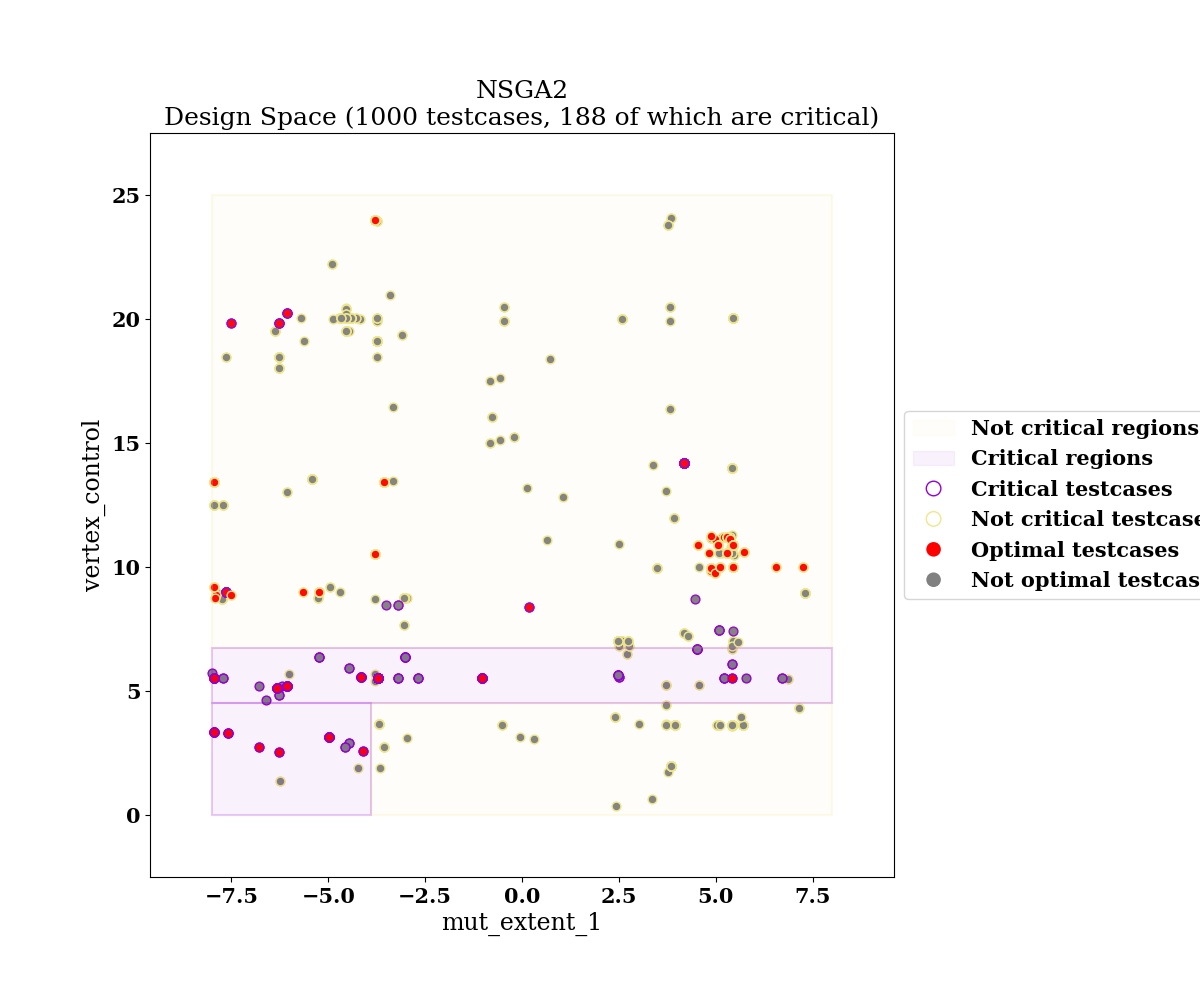 NSGA2
Design Space (1000 testcases, 188 of which are critical)
25
20
15
10
5
0
vertex_control
−7.5 −5.0 −2.5 0.0 2.5 5.0 7.5
mut_extent_1
Not critical regions
Critical regions
Critical testcases
Not critical testcase
Optimal testcases
Not optimal testcas